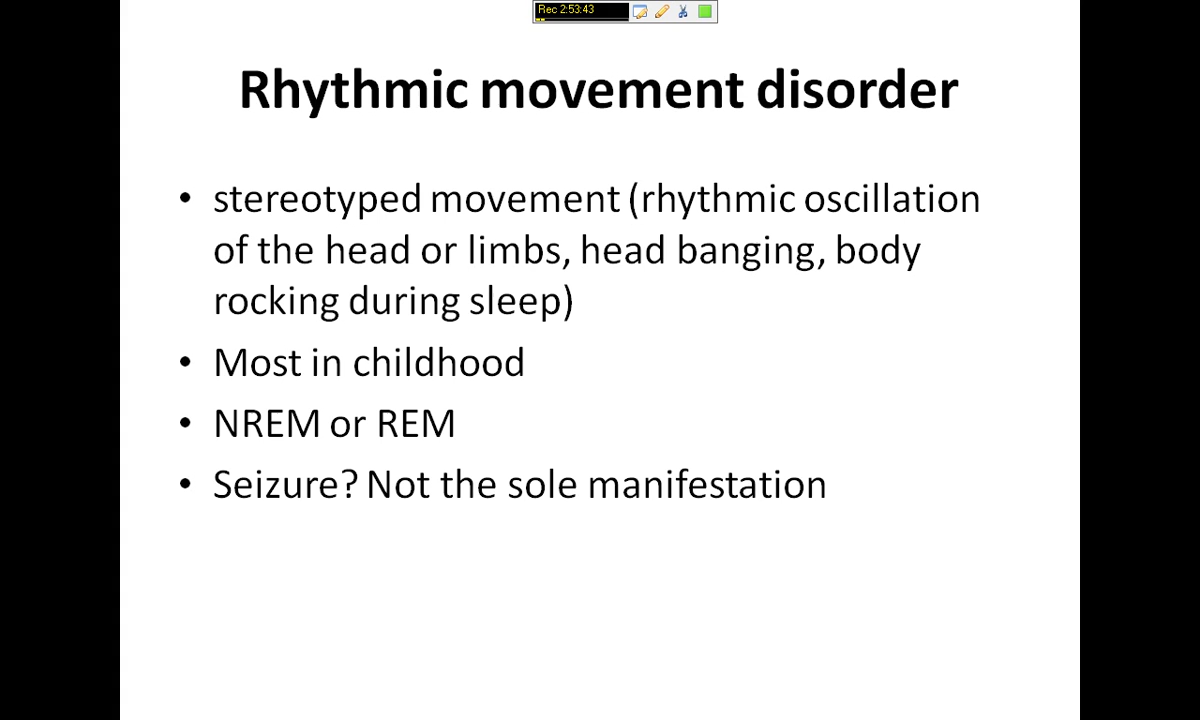 Rec 2:53:43
Rhythmic movement disorder
• stereotyped movement (rhythmic oscillation
of the head or limbs, head banging, body
rocking during sleep)
• Most in childhood
• NREM or REM
• Seizure? Not the sole manifestation